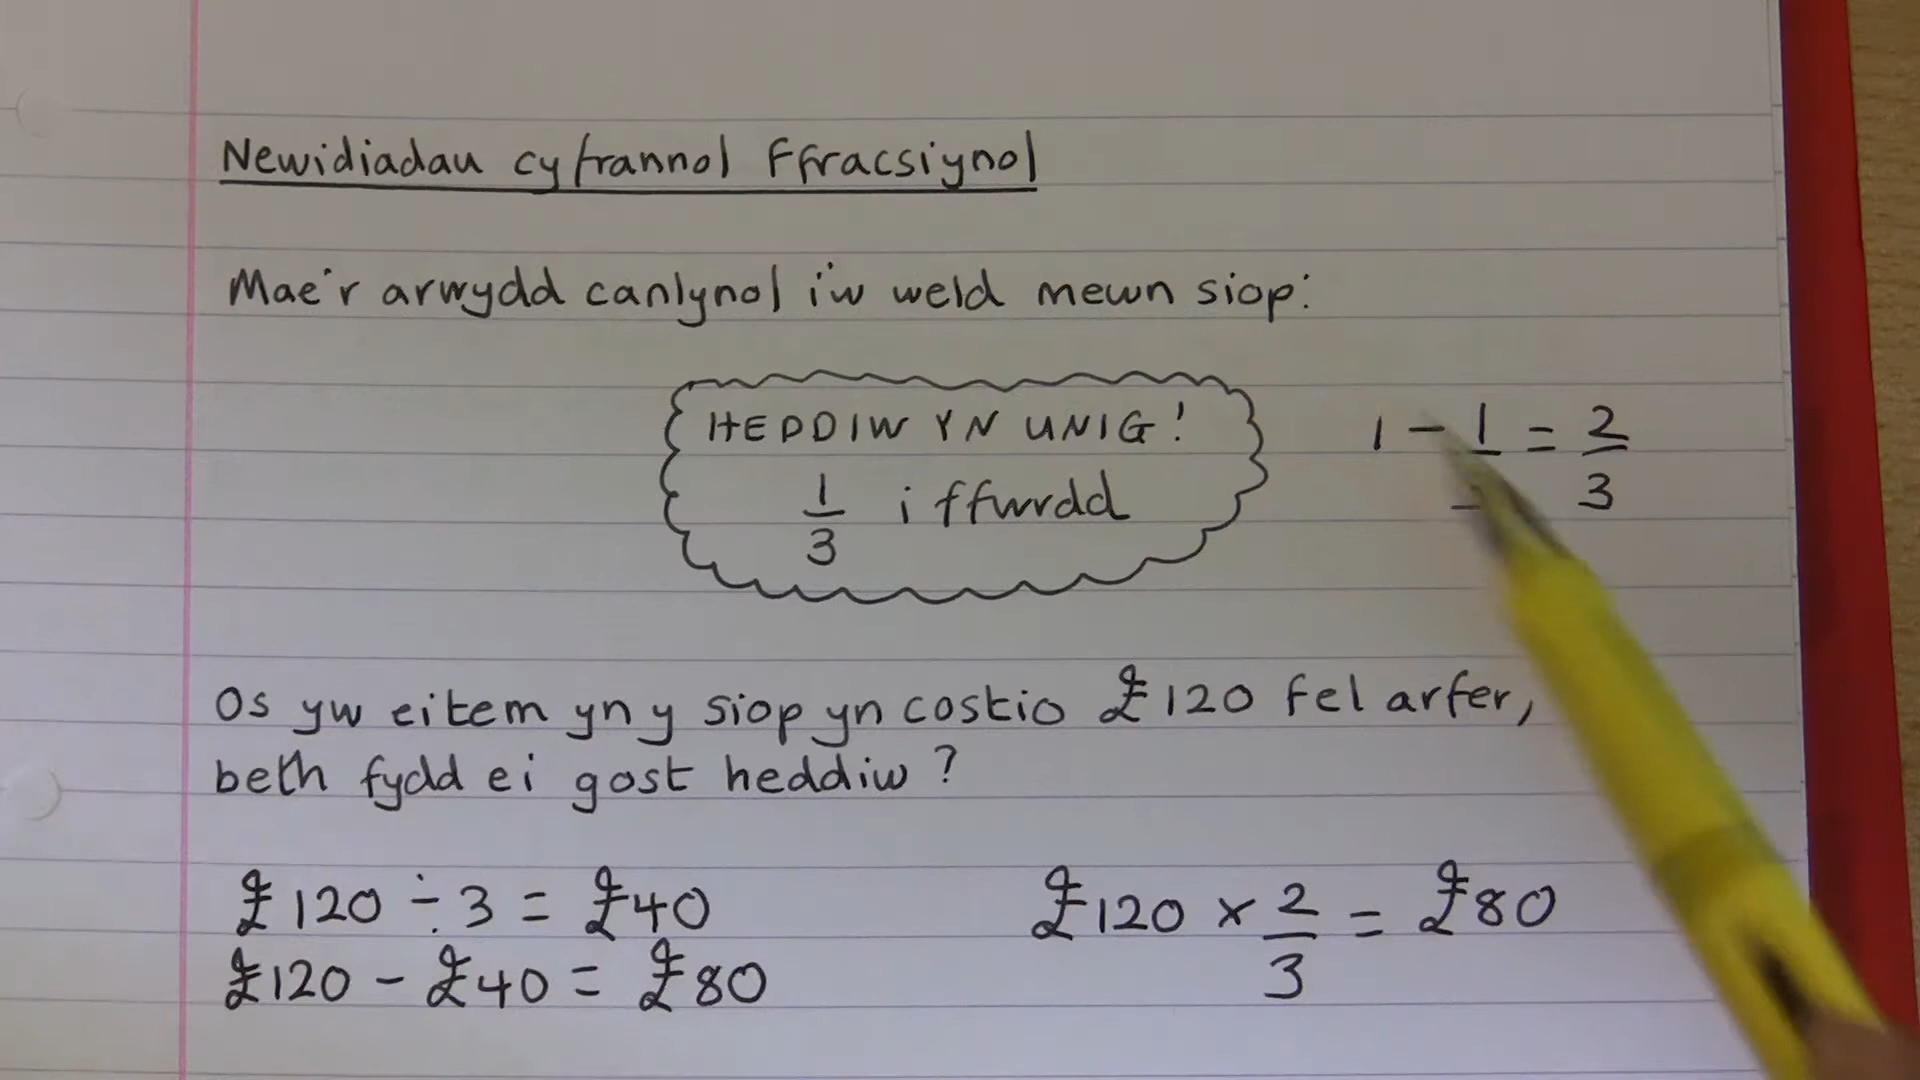 Newidiadau cyfrannol Ffracsiynol
Mae'r arwydd canlynol i'w weld mewn siop:
HEDDIW YN UNIG!
1/3 i ffwrdd
1 - 1 = 2/3
Os yw eitem yn y siop yn costio £120 fel arfer,
beth fydd ei gost heddiw?
£120 ÷ 3 = £40
£120 - £40 = £80
£120 × 2/3 = £80